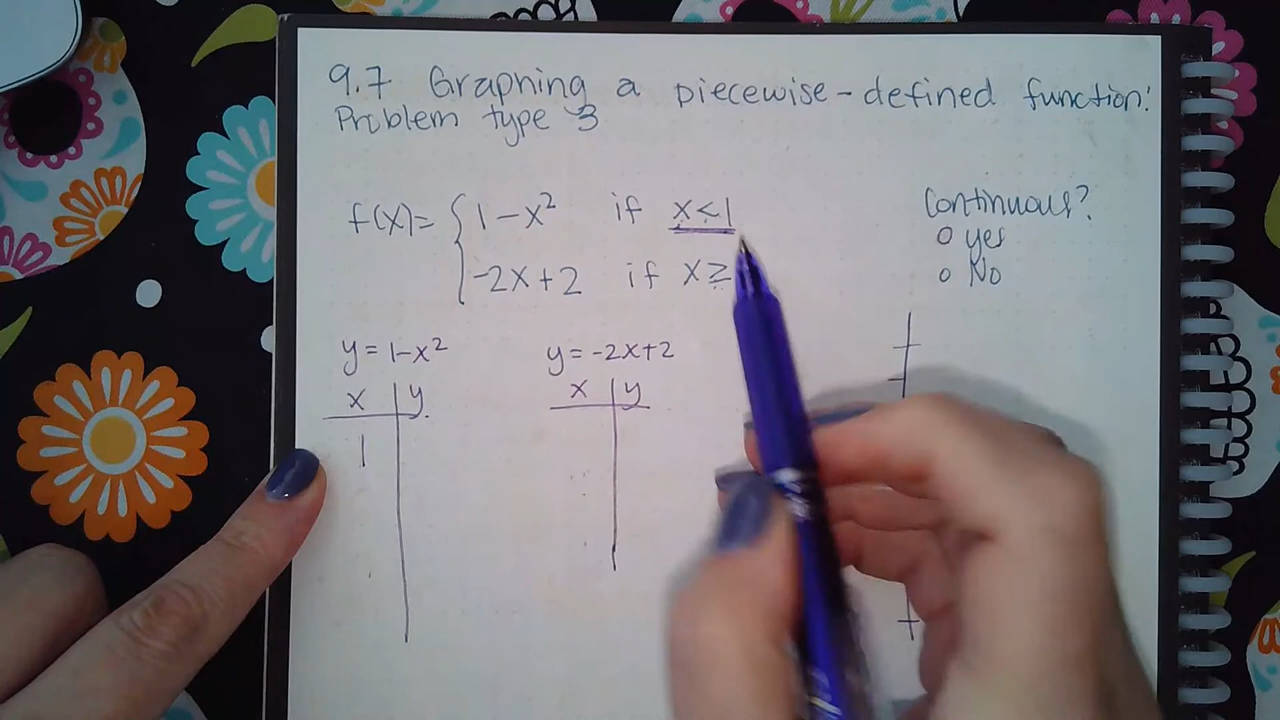 9.7 Graphing a piecewise-defined function:
Problem type 3
f(x)= { 1-x² if x<1
-2x+2 if x≥
Continuous?
o yes
o No
y=1-x²
x | y
1
y=-2x+2
x | y